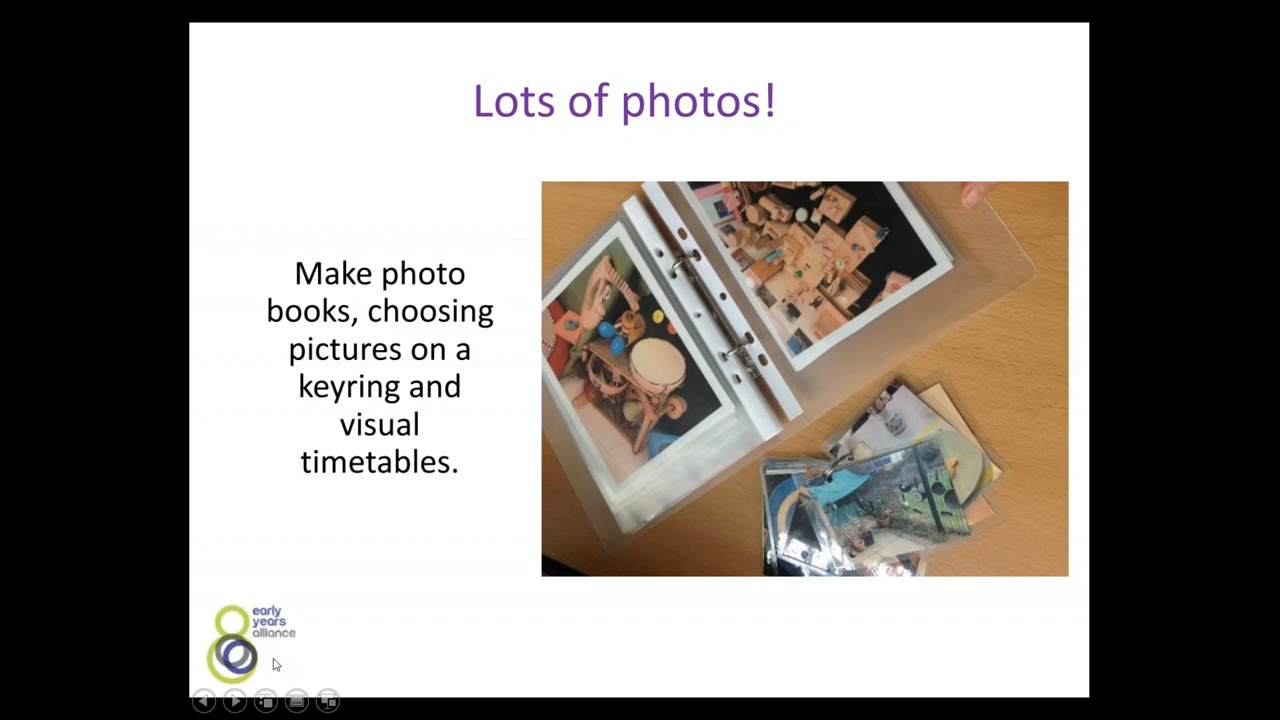 Lots of photos!
Make photo
books, choosing
pictures on a
keyring and
visual
timetables.
early
years
alliance